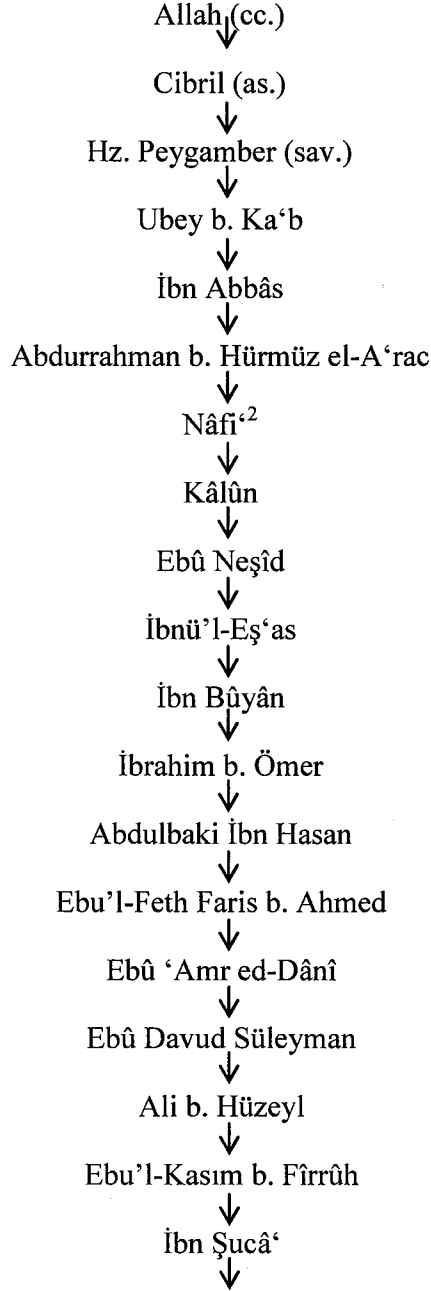 Allah (cc.)
Cibril (as.)
Hz. Peygamber (sav.)
Ubey b. Ka‘b
İbn Abbâs
Abdurrahman b. Hürmüz el-A‘rac
Nâfi‘²
Kâlûn
Ebû Neşîd
İbnü’l-Eş‘as
İbn Bûyân
İbrahim b. Ömer
Abdulbaki İbn Hasan
Ebu’l-Feth Faris b. Ahmed
Ebû ‘Amr ed-Dânî
Ebû Davud Süleyman
Ali b. Hüzeyl
Ebu’l-Kasım b. Fîrrûh
İbn Şucâ‘